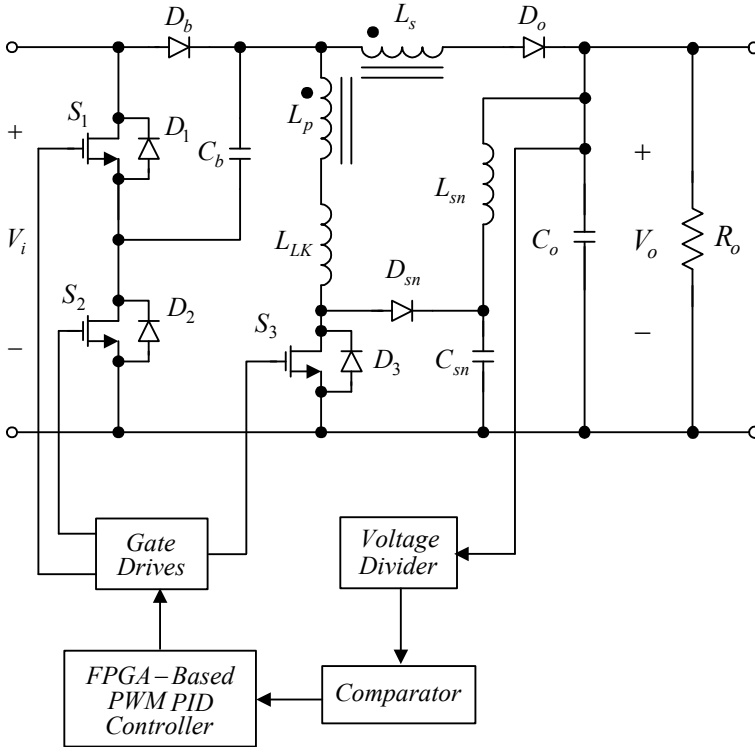 D_b
L_s
D_o
S_1
D_1
C_b
L_p
+
V_i
−
L_LK
L_sn
+
V_o
−
C_o
R_o
S_2
D_2
D_sn
S_3
D_3
C_sn
Gate
Drives
Voltage
Divider
FPGA−Based
PWM PID
Controller
Comparator